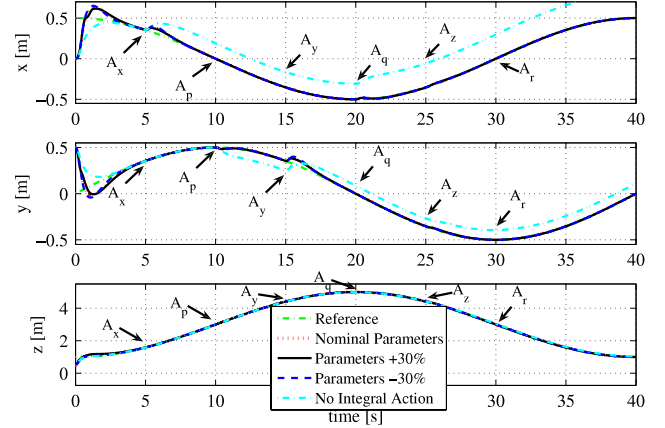 0.5
0
−0.5
x [m]
A_x
A_p
A_y
A_q
A_z
A_r
0 5 10 15 20 25 30 35 40
0.5
0
−0.5
y [m]
A_x
A_p
A_y
A_q
A_z
A_r
0 5 10 15 20 25 30 35 40
4
2
0
z [m]
A_x
A_p
A_y
A_q
A_z
A_r
Reference
Nominal Parameters
Parameters +30%
Parameters −30%
No Integral Action
0 5 10 15 20 25 30 35 40
time [s]